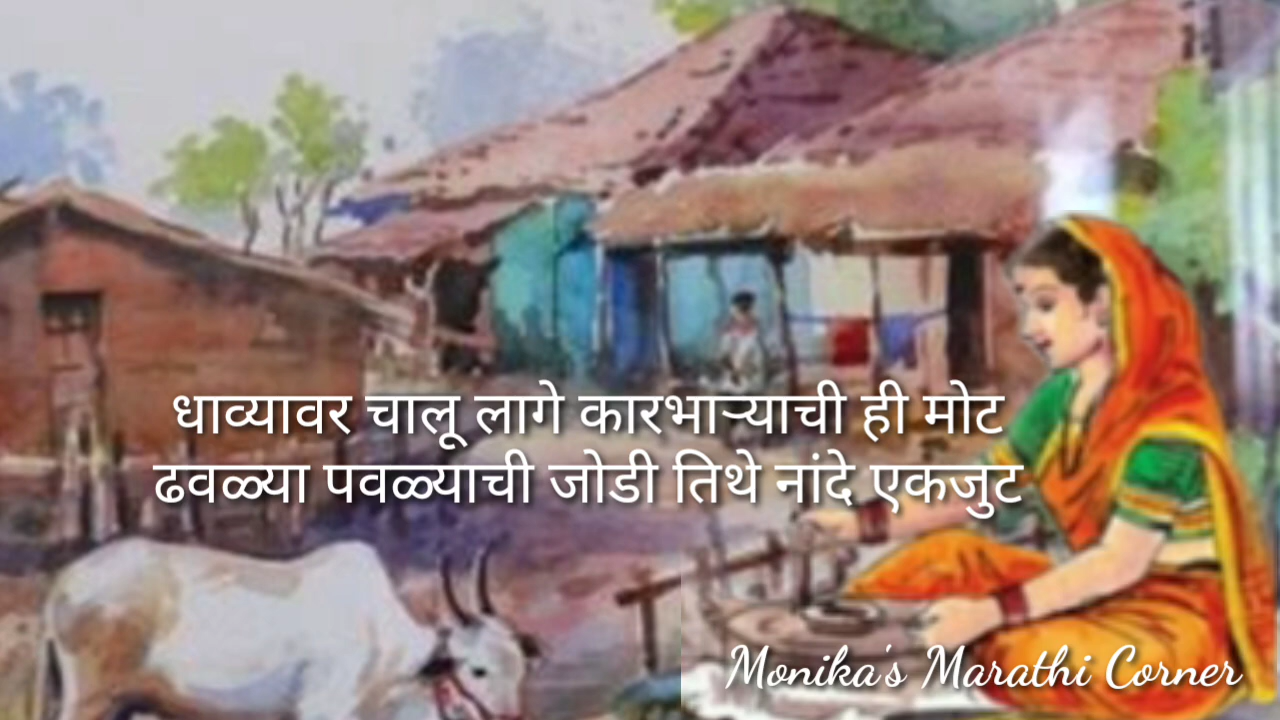 धाव्यावर चालू लागे कारभाऱ्याची ही मोट
ढवळ्या पवळ्याची जोडी तिथे नांदे एकजुट
Monika's Marathi Corner